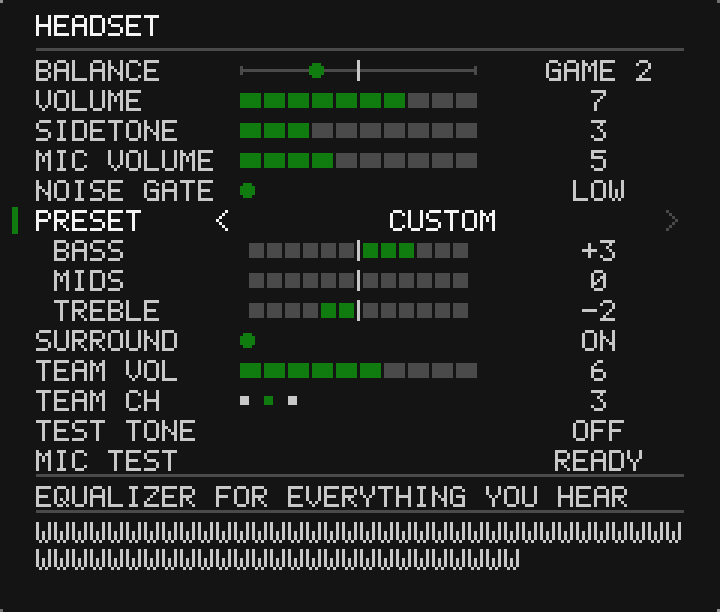 HEADSET
BALANCE GAME 2
VOLUME 7
SIDETONE 3
MIC VOLUME 5
NOISE GATE LOW
PRESET < CUSTOM >
BASS +3
MIDS 0
TREBLE -2
SURROUND ON
TEAM VOL 6
TEAM CH 3
TEST TONE OFF
MIC TEST READY
EQUALIZER FOR EVERYTHING YOU HEAR
WWWWWWWWWWWWWWWWWWWWWWWWWWWWWWWWWWWW
WWWWWWWWWWWWWWWWWWWWWWWWWWW